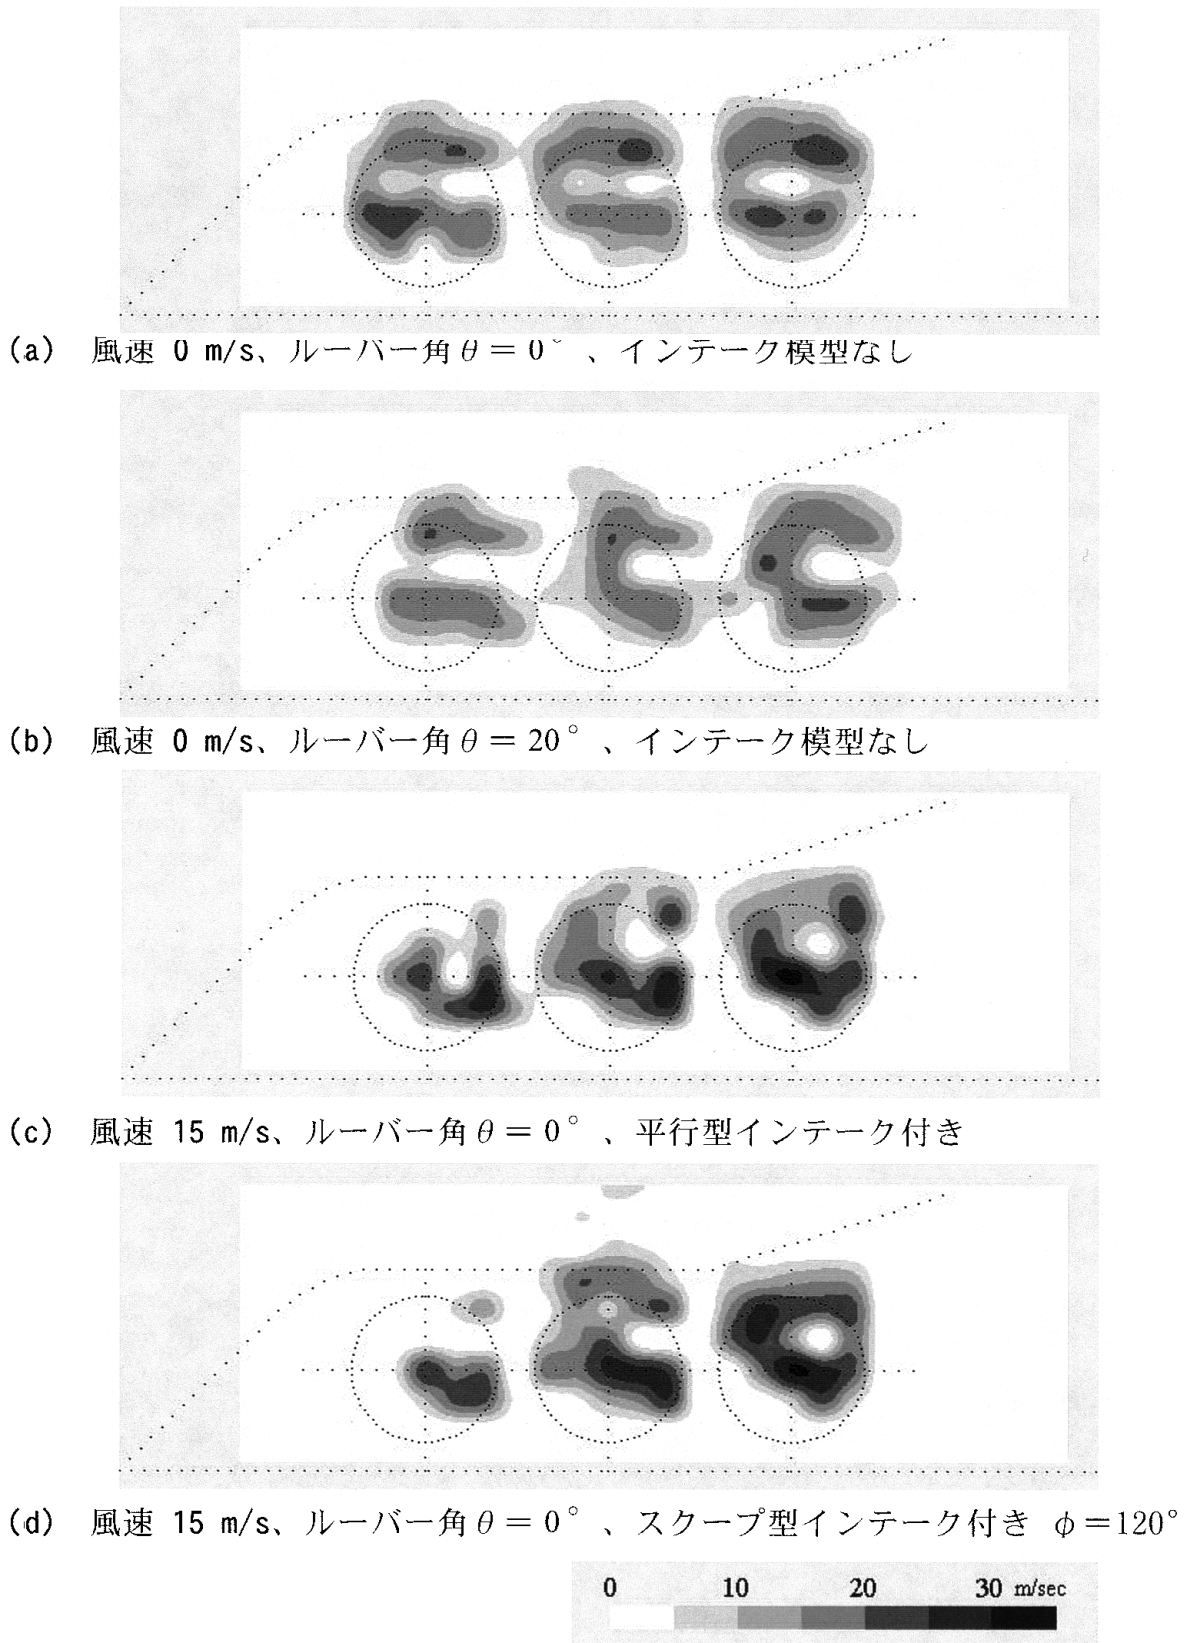 (a) 風速 0 m/s、ルーバー角θ = 0°、インテーク模型なし
(b) 風速 0 m/s、ルーバー角θ = 20°、インテーク模型なし
(c) 風速 15 m/s、ルーバー角θ = 0°、平行型インテーク付き
(d) 風速 15 m/s、ルーバー角θ = 0°、スクープ型インテーク付き φ=120°
0 10 20 30 m/sec